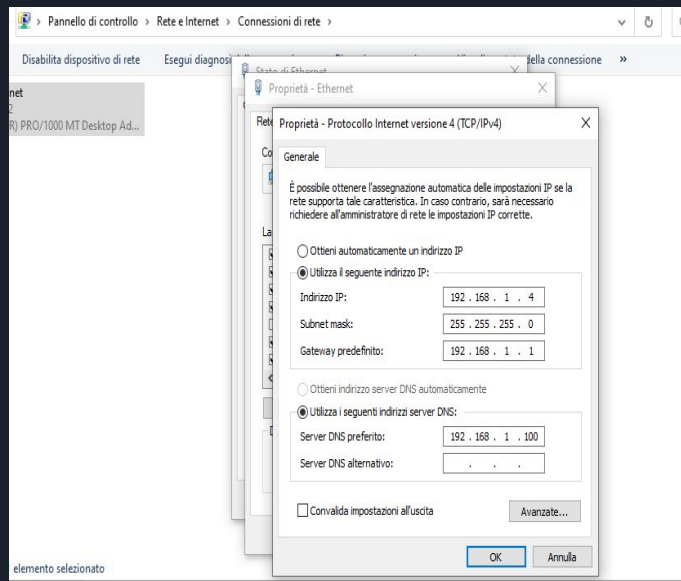 › Pannello di controllo › Rete e Internet › Connessioni di rete ›
Disabilita dispositivo di rete Esegui diagnosi della connessione »
net
2
R) PRO/1000 MT Desktop Ad...
Stato di Ethernet
Proprietà - Ethernet
Rete
Co
La
Proprietà - Protocollo Internet versione 4 (TCP/IPv4)
Generale
È possibile ottenere l'assegnazione automatica delle impostazioni IP se la
rete supporta tale caratteristica. In caso contrario, sarà necessario
richiedere all'amministratore di rete le impostazioni IP corrette.
Ottieni automaticamente un indirizzo IP
Utilizza il seguente indirizzo IP:
Indirizzo IP: 192 . 168 . 1 . 4
Subnet mask: 255 . 255 . 255 . 0
Gateway predefinito: 192 . 168 . 1 . 1
Ottieni indirizzo server DNS automaticamente
Utilizza i seguenti indirizzi server DNS:
Server DNS preferito: 192 . 168 . 1 . 100
Server DNS alternativo: . . .
Convalida impostazioni all'uscita Avanzate...
OK Annulla
elemento selezionato